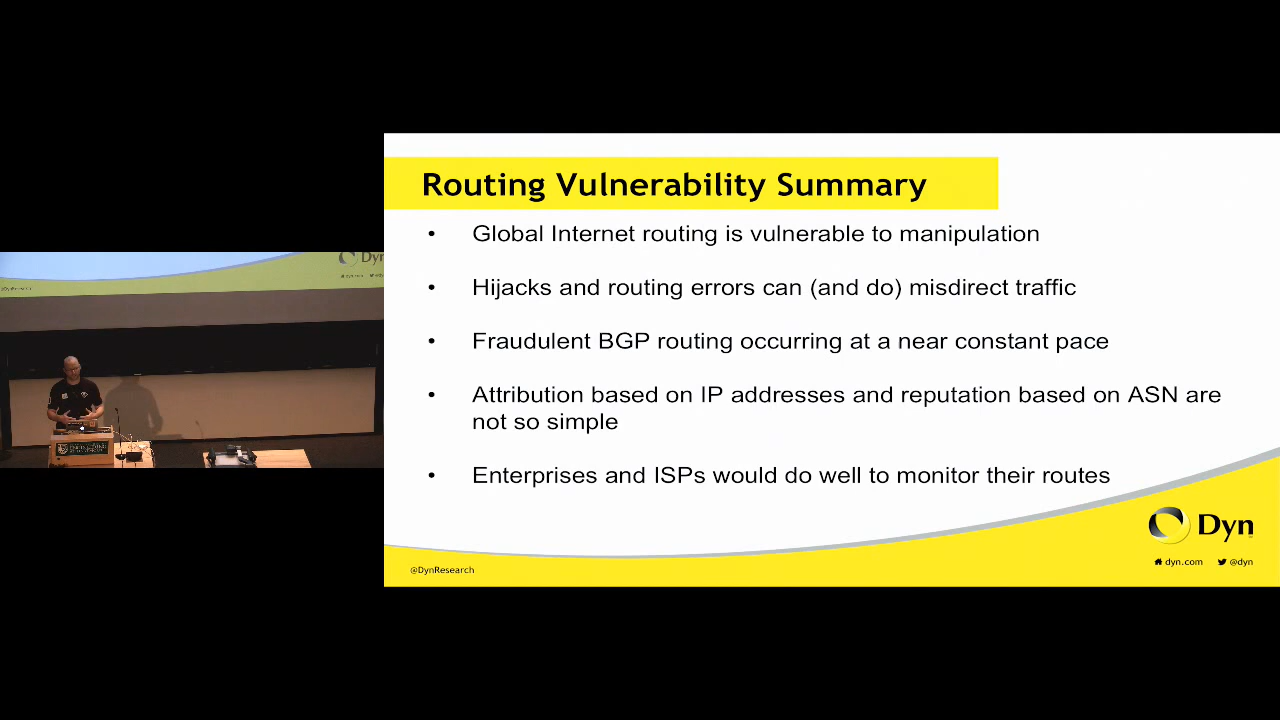 Routing Vulnerability Summary
• Global Internet routing is vulnerable to manipulation
• Hijacks and routing errors can (and do) misdirect traffic
• Fraudulent BGP routing occurring at a near constant pace
• Attribution based on IP addresses and reputation based on ASN are
not so simple
• Enterprises and ISPs would do well to monitor their routes
Dyn
@DynResearch
dyn.com
@dyn
Dyn